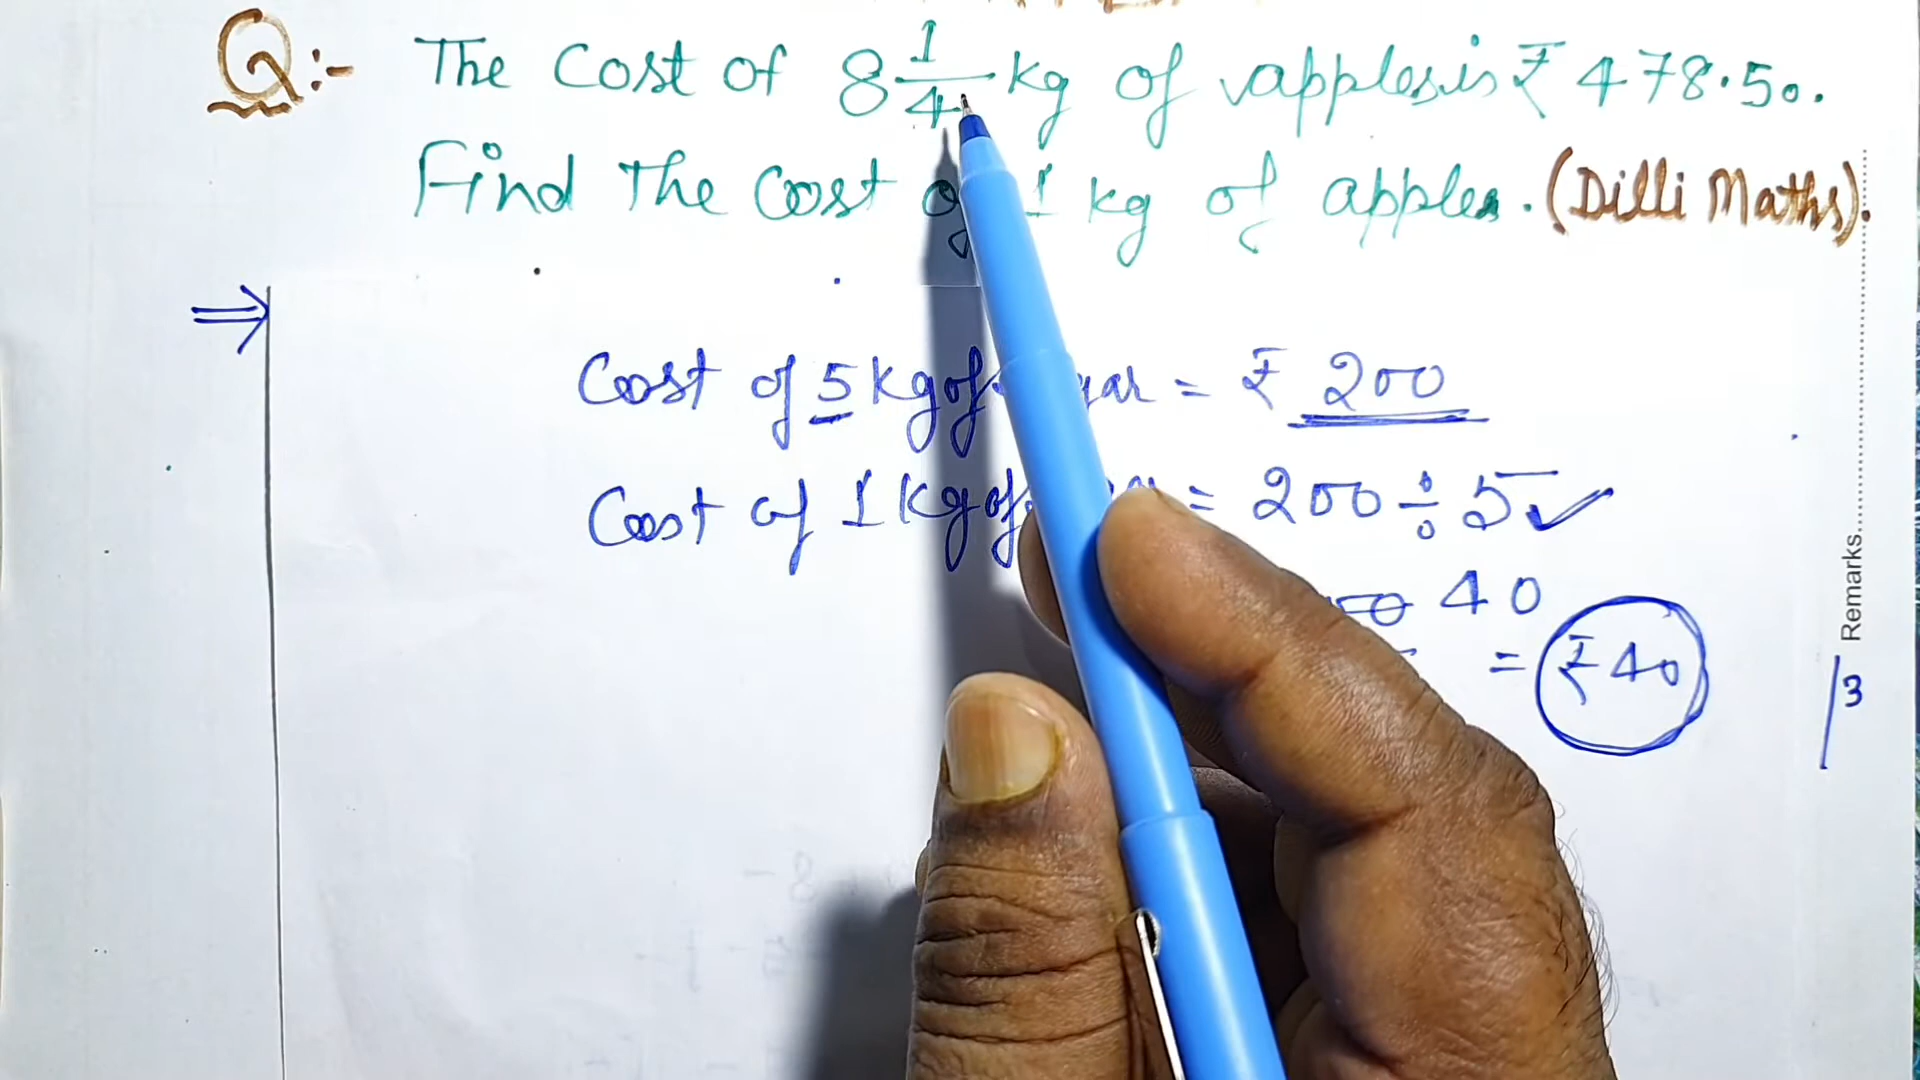 Q:- The Cost of 8 1/4 kg of apples is ₹ 478.50.
Find The Cost of 1 kg of apples. (Dilli Maths).
⇒
Cost of 5 kg of = ₹ 200
Cost of 1 kg of = 200 ÷ 5 ✓
40
= ₹40
Remarks
3